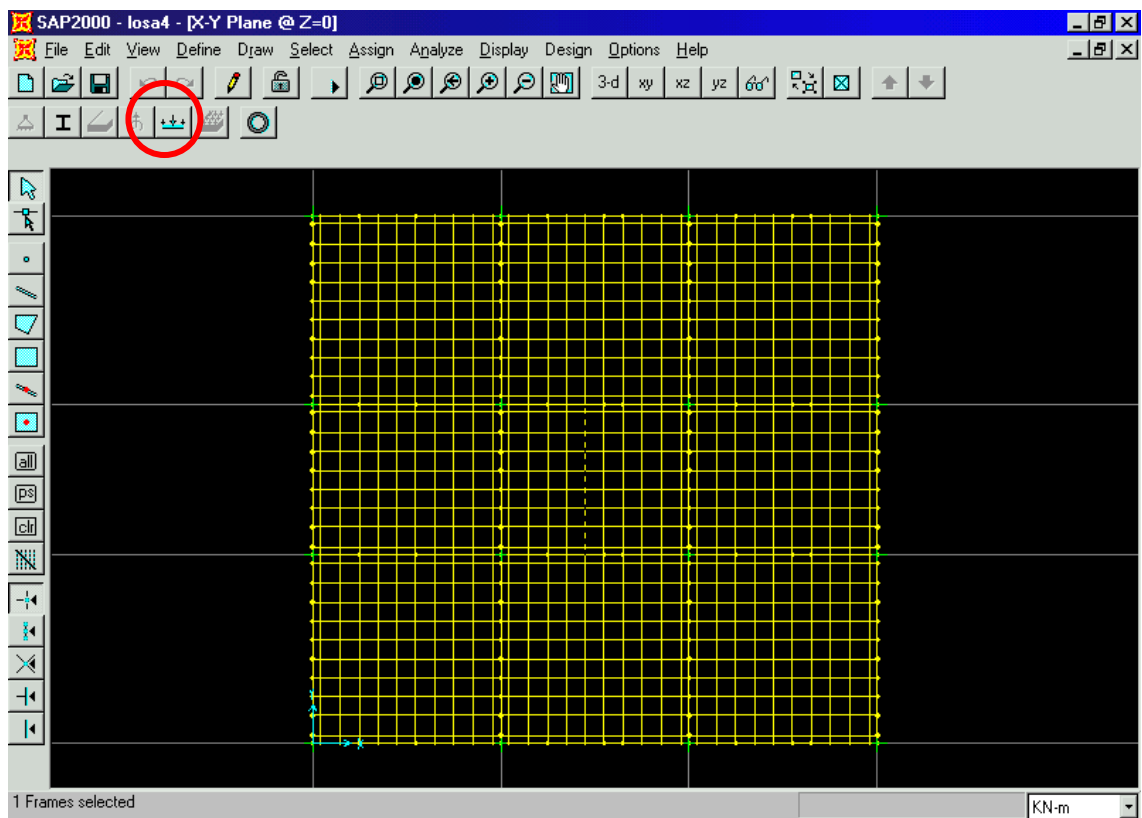 SAP2000 - losa4 - [X-Y Plane @ Z=0]
File Edit View Define Draw Select Assign Analyze Display Design Options Help
3-d xy xz yz
all
ps
clr
1 Frames selected
KN-m